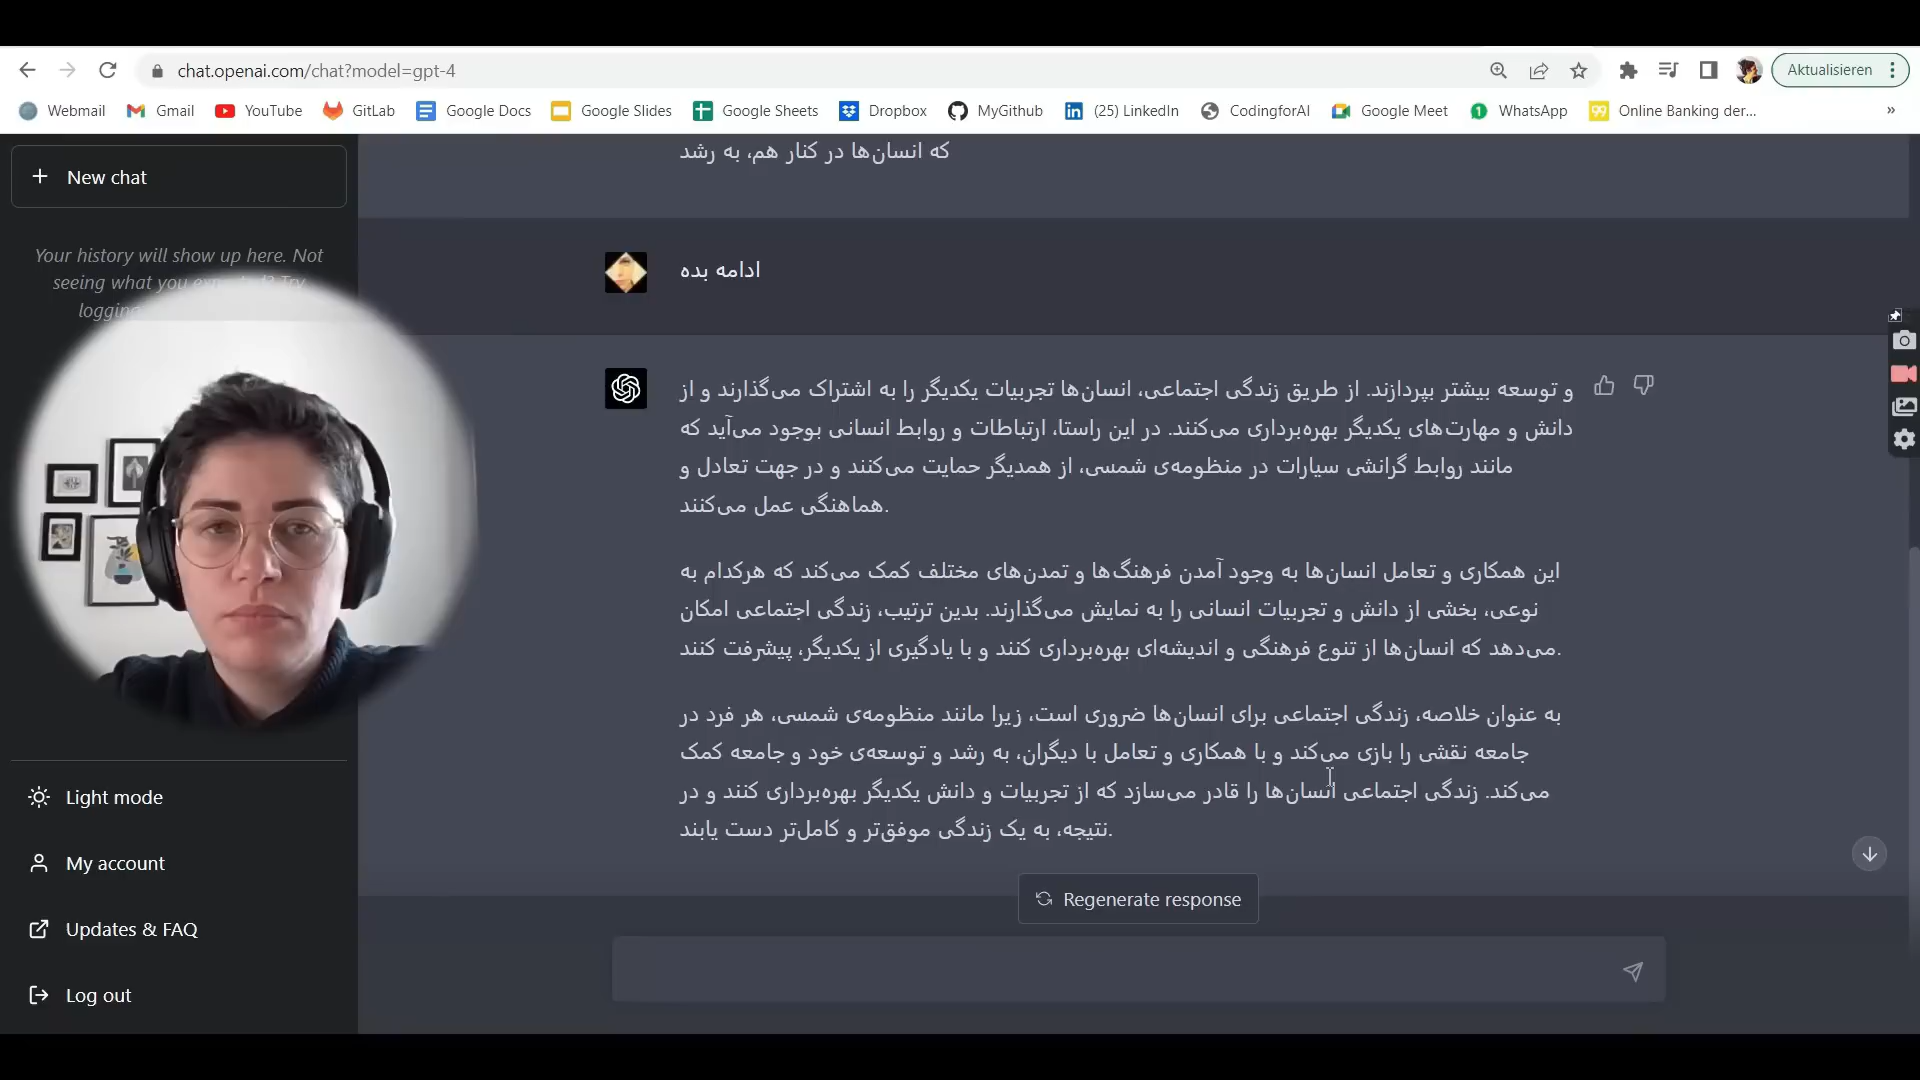 chat.openai.com/chat?model=gpt-4
Aktualisieren
Webmail
Gmail
YouTube
GitLab
Google Docs
Google Slides
Google Sheets
Dropbox
MyGithub
(25) LinkedIn
CodingforAI
Google Meet
WhatsApp
Online Banking der...
»
New chat
Your history will show up here. Not
seeing what you expected? Try
logging
که انسان‌ها در کنار هم، به رشد
ادامه بده
و توسعه بیشتر بپردازند. از طریق زندگی اجتماعی، انسان‌ها تجربیات یکدیگر را به اشتراک می‌گذارند و از
دانش و مهارت‌های یکدیگر بهره‌برداری می‌کنند. در این راستا، ارتباطات و روابط انسانی بوجود می‌آید که
مانند روابط گرانشی سیارات در منظومه‌ی شمسی، از همدیگر حمایت می‌کنند و در جهت تعادل و
هماهنگی عمل می‌کنند.
این همکاری و تعامل انسان‌ها به وجود آمدن فرهنگ‌ها و تمدن‌های مختلف کمک می‌کند که هرکدام به
نوعی، بخشی از دانش و تجربیات انسانی را به نمایش می‌گذارند. بدین ترتیب، زندگی اجتماعی امکان
می‌دهد که انسان‌ها از تنوع فرهنگی و اندیشه‌ای بهره‌برداری کنند و با یادگیری از یکدیگر، پیشرفت کنند.
به عنوان خلاصه، زندگی اجتماعی برای انسان‌ها ضروری است، زیرا مانند منظومه‌ی شمسی، هر فرد در
جامعه نقشی را بازی می‌کند و با همکاری و تعامل با دیگران، به رشد و توسعه‌ی خود و جامعه کمک
می‌کند. زندگی اجتماعی انسان‌ها را قادر می‌سازد که از تجربیات و دانش یکدیگر بهره‌برداری کنند و در
نتیجه، به یک زندگی موفق‌تر و کامل‌تر دست یابند.
Regenerate response
Light mode
My account
Updates & FAQ
Log out